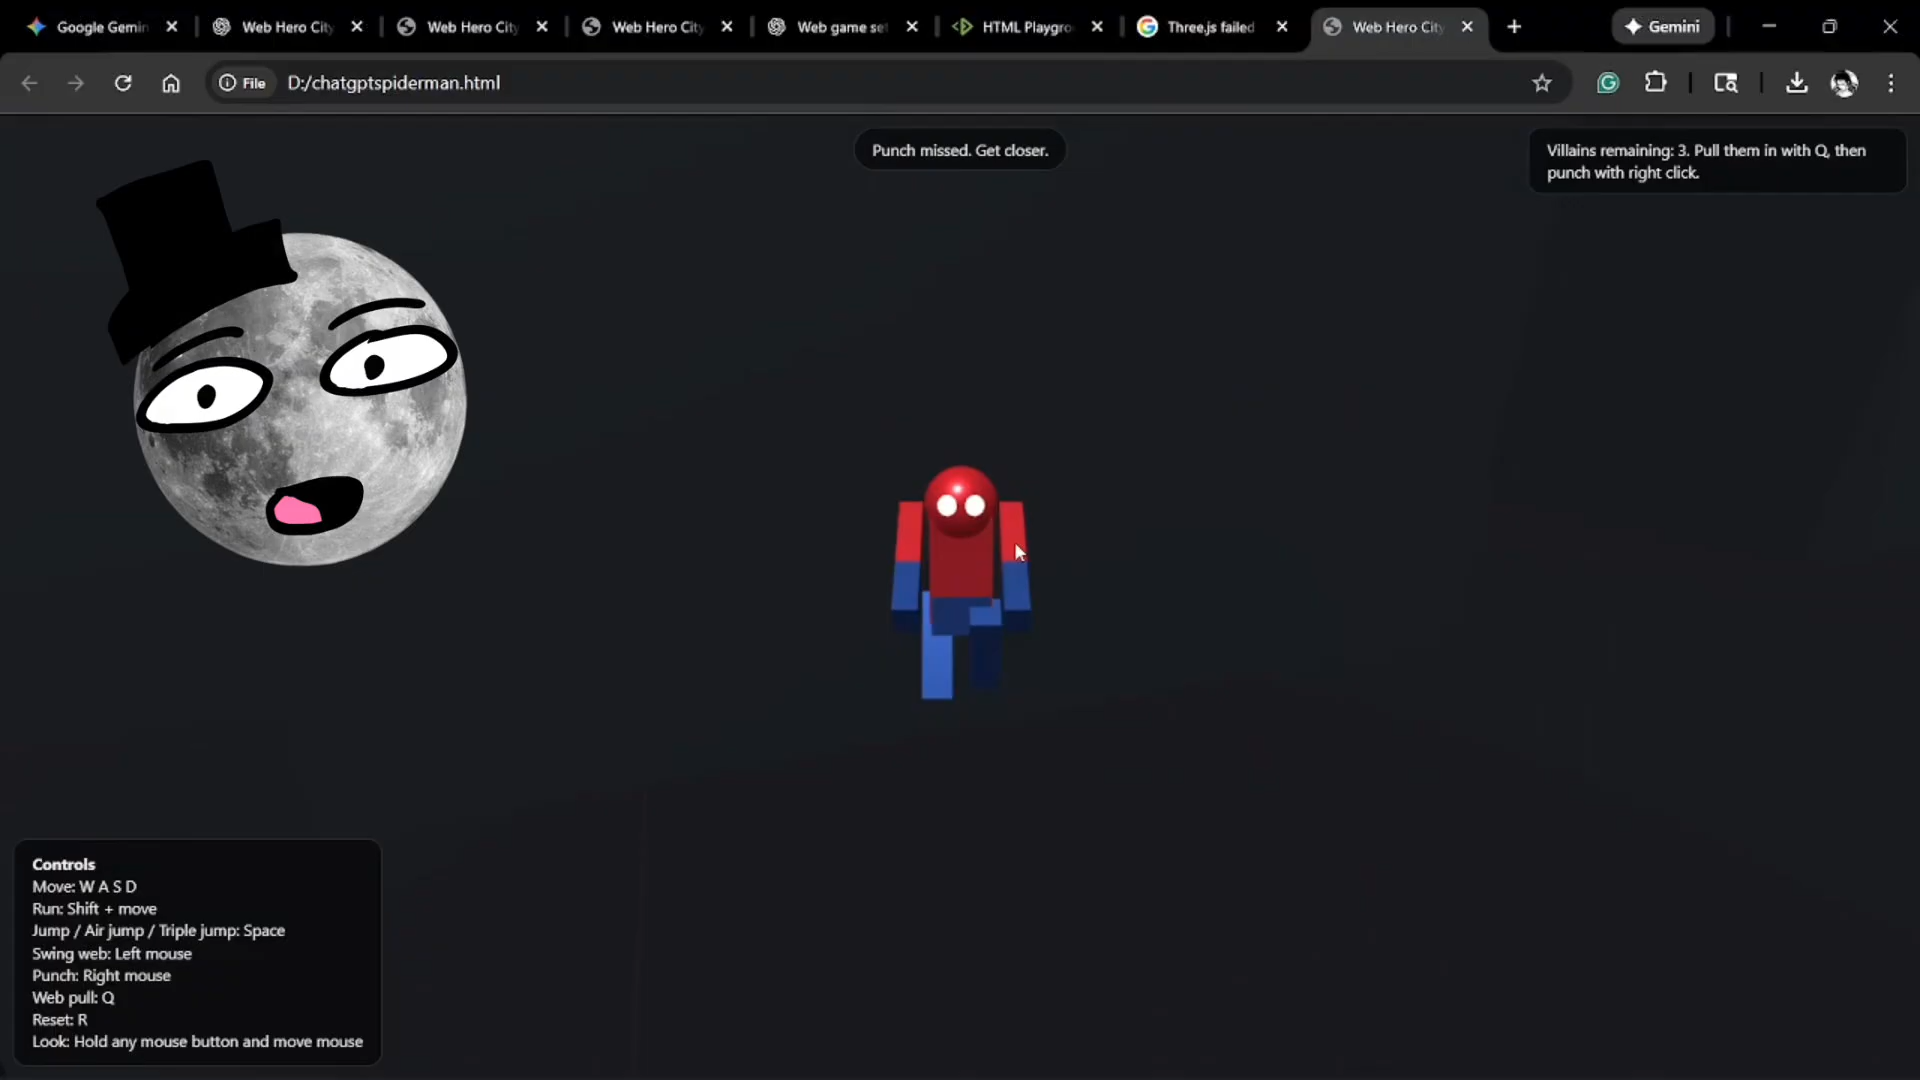 Google Gemin
Web Hero City
Web Hero City
Web Hero City
Web game set
HTML Playgro
Three.js failed
Web Hero City
Gemini
File
D:/chatgptspiderman.html
Punch missed. Get closer.
Villains remaining: 3. Pull them in with Q, then
punch with right click.
Controls
Move: W A S D
Run: Shift + move
Jump / Air jump / Triple jump: Space
Swing web: Left mouse
Punch: Right mouse
Web pull: Q
Reset: R
Look: Hold any mouse button and move mouse